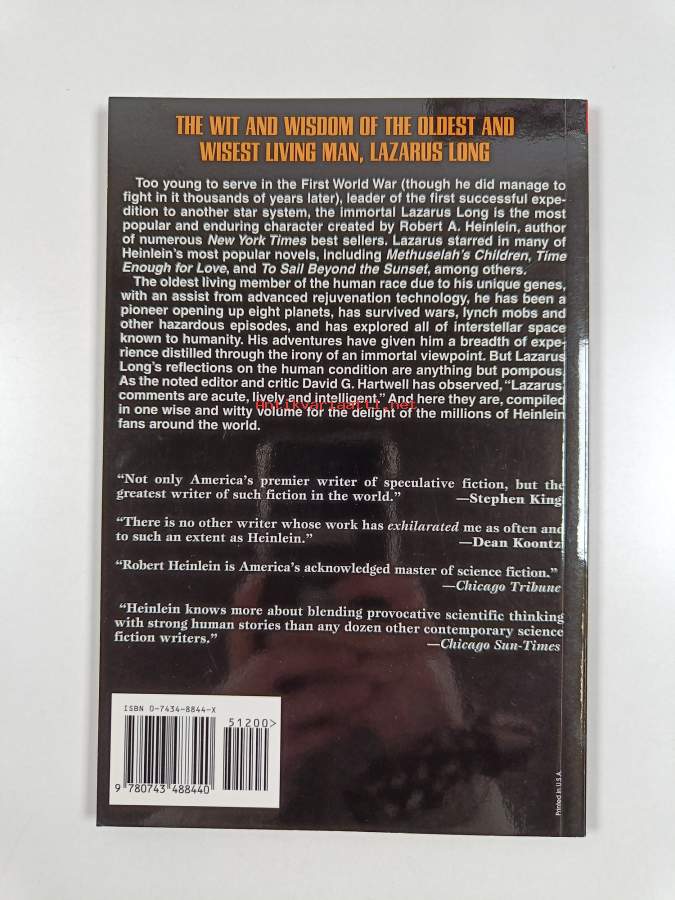 THE WIT AND WISDOM OF THE OLDEST AND
WISEST LIVING MAN, LAZARUS LONG
Too young to serve in the First World War (though he did manage to
fight in it thousands of years later), leader of the first successful expe-
dition to another star system, the immortal Lazarus Long is the most
popular and enduring character created by Robert A. Heinlein, author
of numerous New York Times best sellers. Lazarus starred in many of
Heinlein's most popular novels, including Methuselah's Children, Time
Enough for Love, and To Sail Beyond the Sunset, among others.
The oldest living member of the human race due to his unique genes,
with an assist from advanced rejuvenation technology, he has been a
pioneer opening up eight planets, has survived wars, lynch mobs and
other hazardous episodes, and has explored all of interstellar space
known to humanity. His adventures have given him a breadth of expe-
rience distilled through the irony of an immortal viewpoint. But Lazarus
Long's reflections on the human condition are anything but pompous.
As the noted editor and critic David G. Hartwell has observed, "Lazarus'
comments are acute, lively and intelligent." And here they are, compiled
Antikvariaatti.net
in one wise and witty volume for the delight of the millions of Heinlein
fans around the world.
"Not only America's premier writer of speculative fiction, but the
greatest writer of such fiction in the world." —Stephen King
"There is no other writer whose work has exhilarated me as often and
to such an extent as Heinlein." —Dean Koontz
"Robert Heinlein is America's acknowledged master of science fiction."
—Chicago Tribune
"Heinlein knows more about blending provocative scientific thinking
with strong human stories than any dozen other contemporary science
fiction writers." —Chicago Sun-Times
ISBN 0-7434-8844-X
51200>
9 780743 488440
Printed in U.S.A.